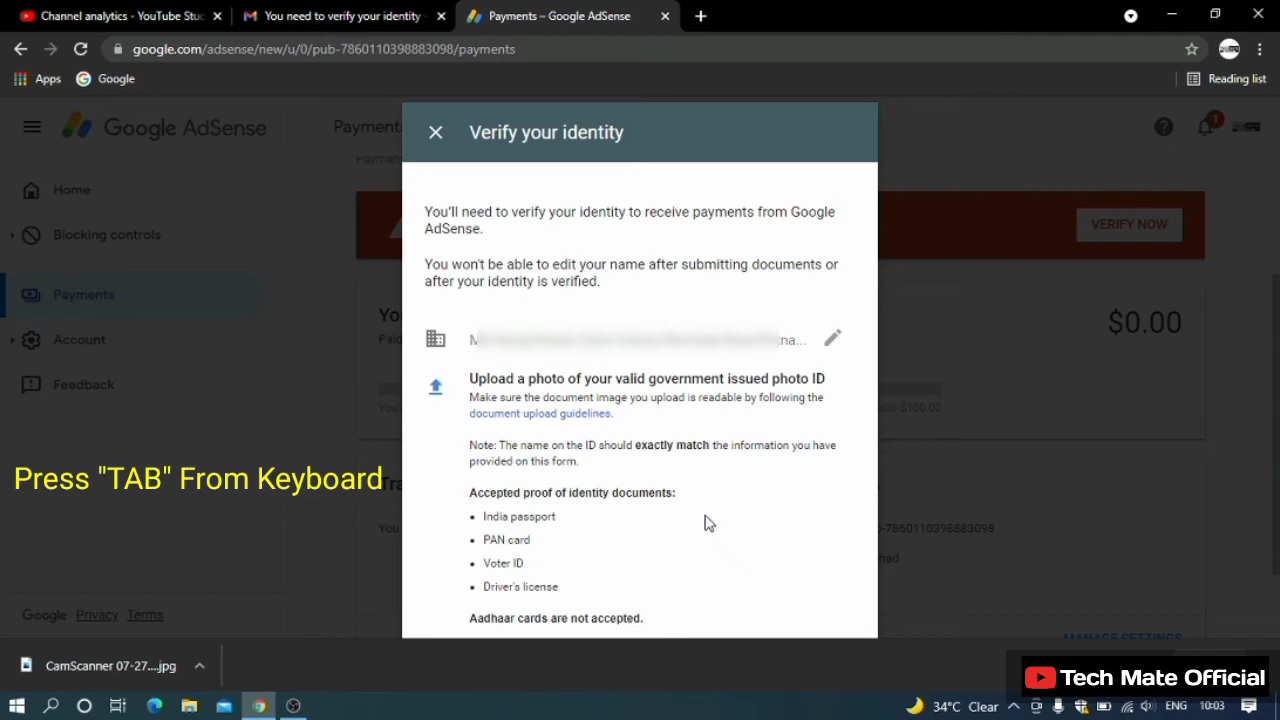 Channel analytics - YouTube Stu
You need to verify your identity
Payments – Google AdSense
google.com/adsense/new/u/0/pub-7860110398883098/payments
Apps
Google
Reading list
Google AdSense
Payments
1
Verify your identity
Home
Blocking controls
Payments
Account
Feedback
VERIFY NOW
$0.00
You'll need to verify your identity to receive payments from Google
AdSense.
You won't be able to edit your name after submitting documents or
after your identity is verified.
Upload a photo of your valid government issued photo ID
Make sure the document image you upload is readable by following the
document upload guidelines.
Note: The name on the ID should exactly match the information you have
provided on this form.
Accepted proof of identity documents:
• India passport
• PAN card
• Voter ID
• Driver's license
Aadhaar cards are not accepted.
Press "TAB" From Keyboard
$100.00
-7860110398883098
MANAGE SETTINGS
Google Privacy Terms
CamScanner 07-27....jpg
Tech Mate Official
34°C Clear
ENG
10:03